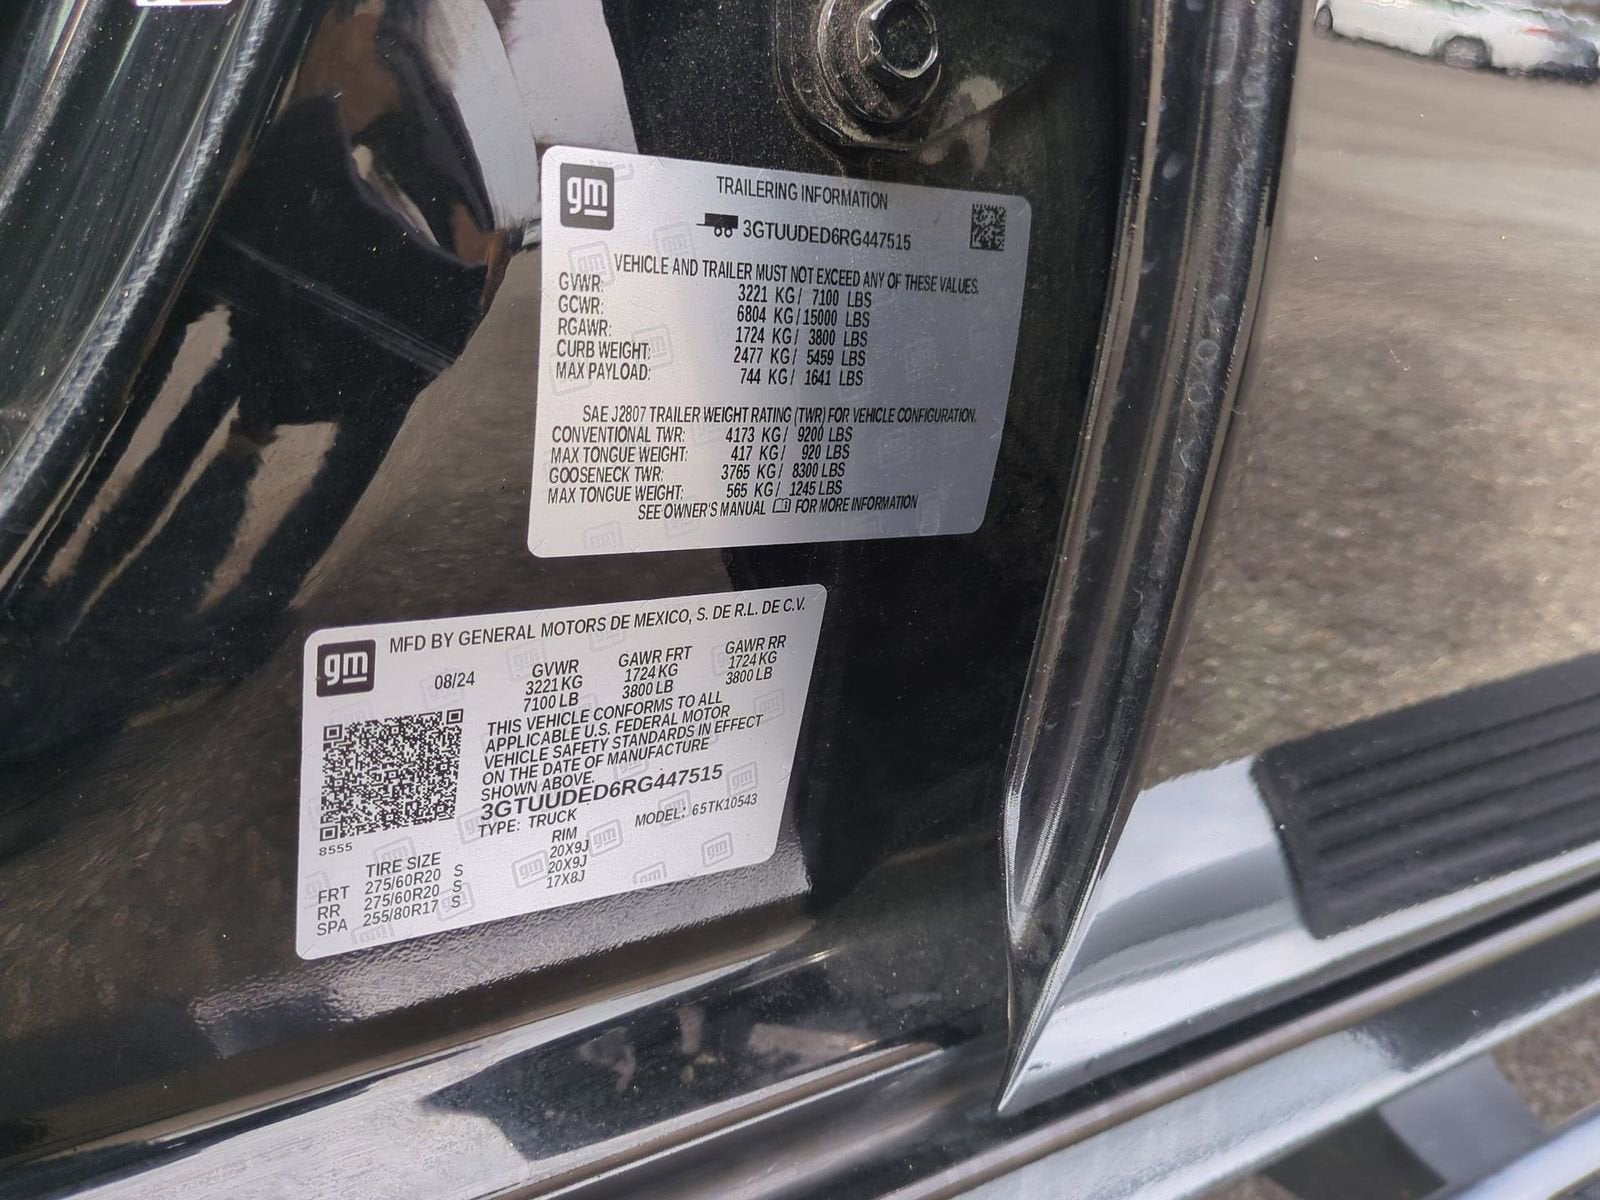 gm
TRAILERING INFORMATION
3GTUUDED6RG447515
VEHICLE AND TRAILER MUST NOT EXCEED ANY OF THESE VALUES.
GVWR: 3221 KG/ 7100 LBS
GCWR: 6804 KG/15000 LBS
RGAWR: 1724 KG/ 3800 LBS
CURB WEIGHT: 2477 KG/ 5459 LBS
MAX PAYLOAD: 744 KG/ 1641 LBS
SAE J2807 TRAILER WEIGHT RATING (TWR) FOR VEHICLE CONFIGURATION.
CONVENTIONAL TWR: 4173 KG/ 9200 LBS
MAX TONGUE WEIGHT: 417 KG/ 920 LBS
GOOSENECK TWR: 3765 KG/ 8300 LBS
MAX TONGUE WEIGHT: 565 KG/ 1245 LBS
SEE OWNER'S MANUAL FOR MORE INFORMATION
gm
MFD BY GENERAL MOTORS DE MEXICO, S. DE R.L. DE C.V.
08/24 GVWR GAWR FRT GAWR RR
3221 KG 1724 KG 1724 KG
7100 LB 3800 LB 3800 LB
THIS VEHICLE CONFORMS TO ALL
APPLICABLE U.S. FEDERAL MOTOR
VEHICLE SAFETY STANDARDS IN EFFECT
ON THE DATE OF MANUFACTURE
SHOWN ABOVE.
3GTUUDED6RG447515
TYPE: TRUCK MODEL: 65TK10543
8555
TIRE SIZE RIM
FRT 275/60R20 S 20X9J
RR 275/60R20 S 20X9J
SPA 255/80R17 S 17X8J